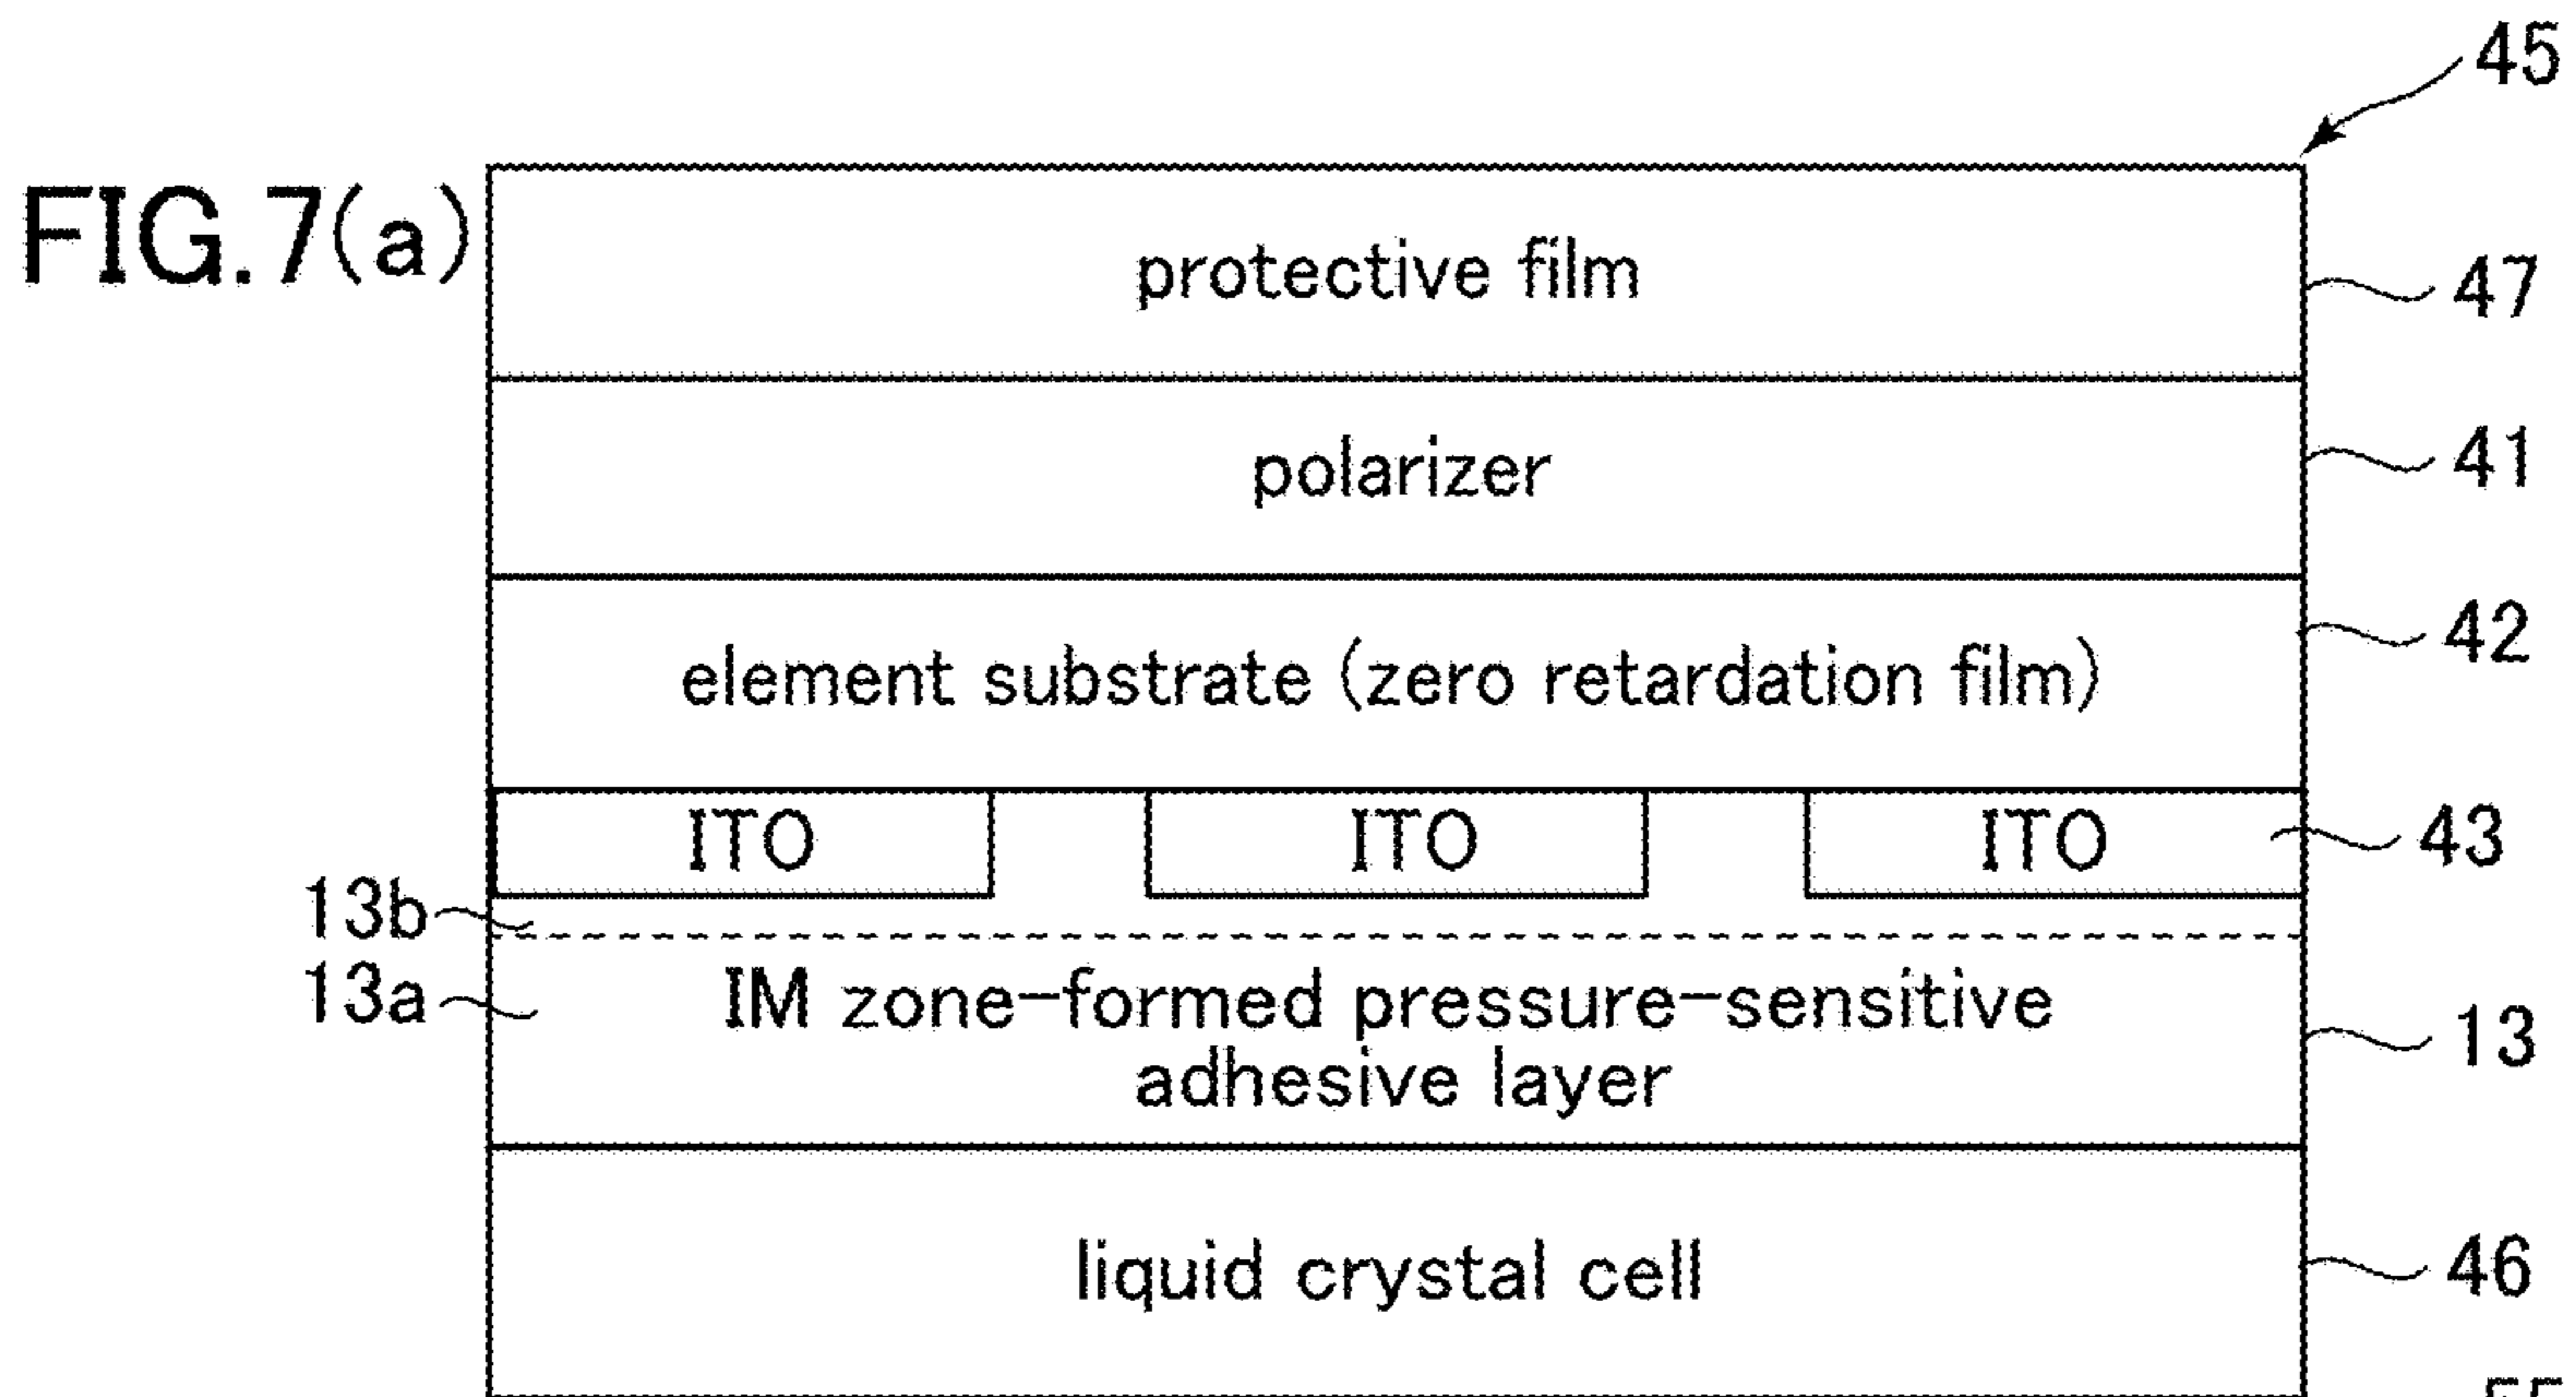 45
FIG.7(a)
protective film
47
polarizer
41
element substrate (zero retardation film)
42
ITO ITO ITO
43
13b
13a
IM zone-formed pressure-sensitive
adhesive layer
13
liquid crystal cell
46